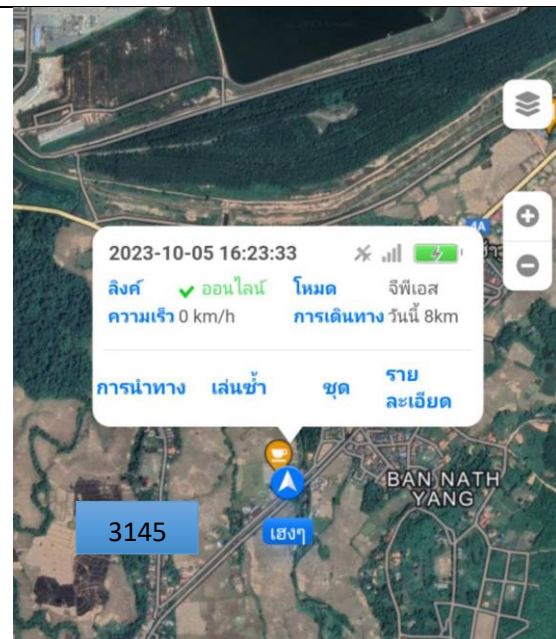 2023-10-05 16:23:33
ลิงค์ ออนไลน์ โหมด จีพีเอส
ความเร็ว 0 km/h การเดินทาง วันนี้ 8km
การนำทาง เล่นซ้ำ ชุด ราย
ละเอียด
4A
BAN NATH
YANG
3145
เฮงๆ